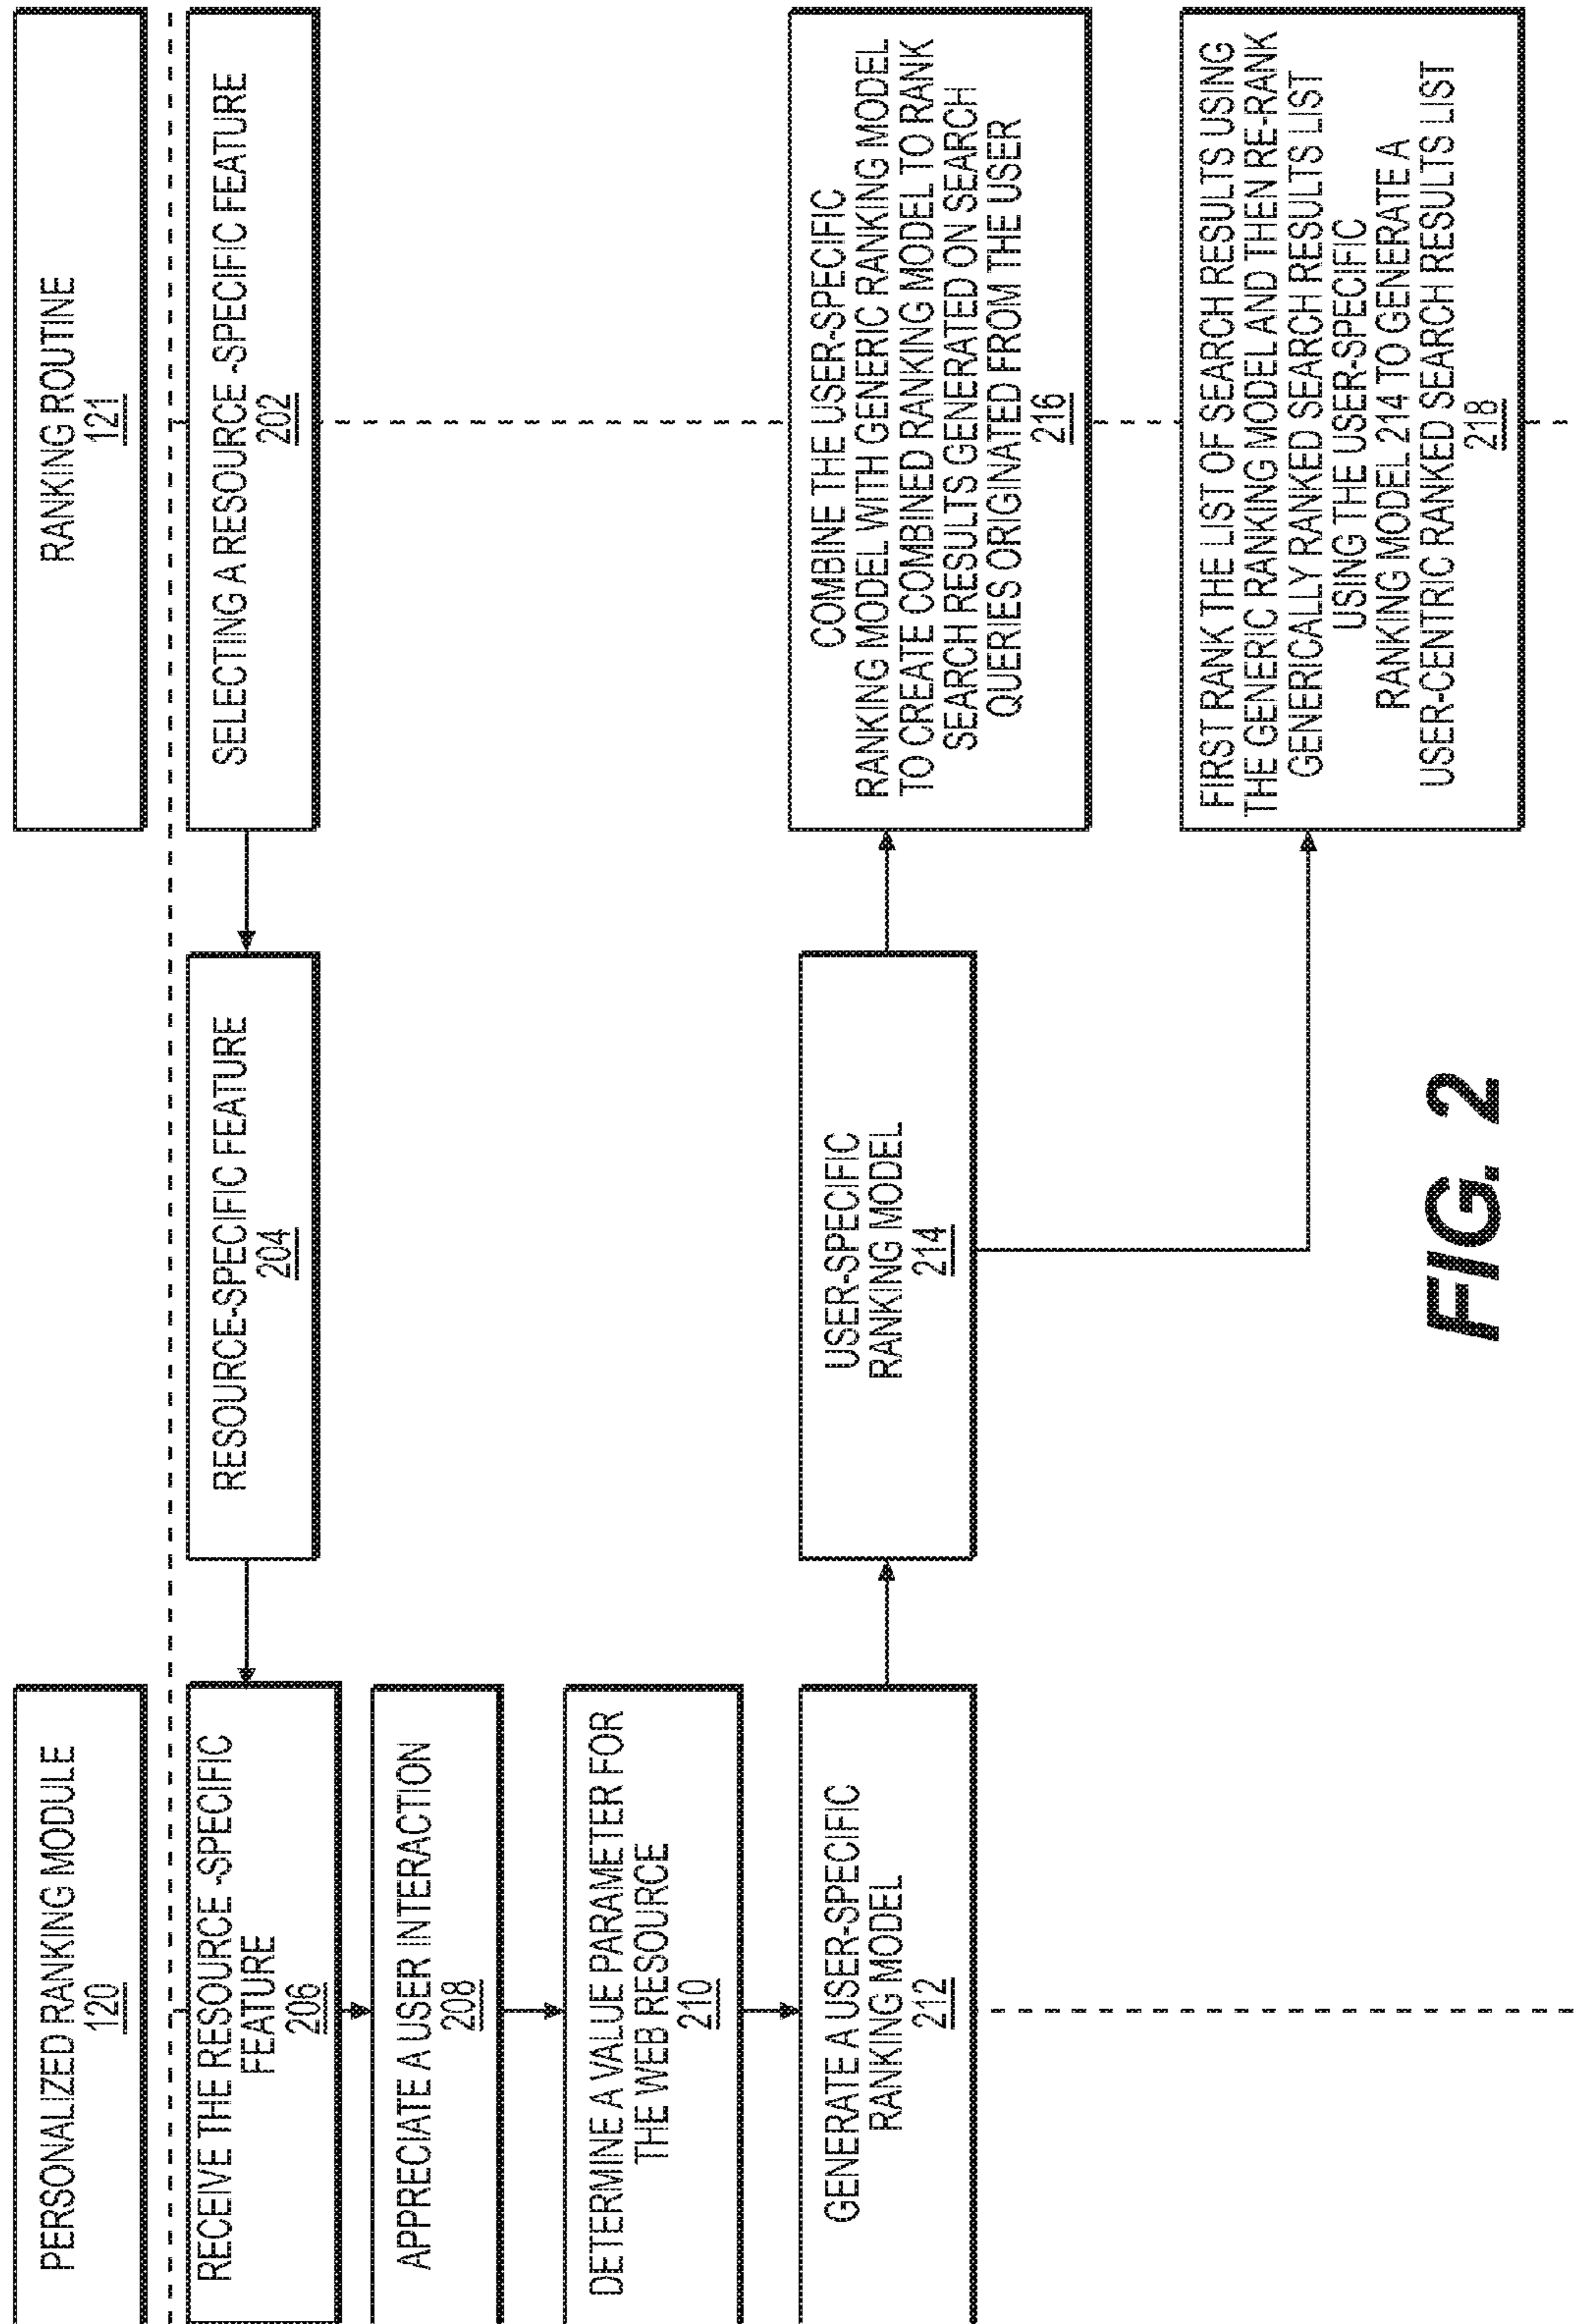 PERSONALIZED RANKING MODULE
120
RANKING ROUTINE
121
RECEIVE THE RESOURCE -SPECIFIC
FEATURE
206
RESOURCE-SPECIFIC FEATURE
204
SELECTING A RESOURCE -SPECIFIC FEATURE
202
APPRECIATE A USER INTERACTION
208
DETERMINE A VALUE PARAMETER FOR
THE WEB RESOURCE
210
GENERATE A USER-SPECIFIC
RANKING MODEL
212
USER-SPECIFIC
RANKING MODEL
214
COMBINE THE USER-SPECIFIC
RANKING MODEL WITH GENERIC RANKING MODEL
TO CREATE COMBINED RANKING MODEL TO RANK
SEARCH RESULTS GENERATED ON SEARCH
QUERIES ORIGINATED FROM THE USER
216
FIRST RANK THE LIST OF SEARCH RESULTS USING
THE GENERIC RANKING MODEL AND THEN RE-RANK
GENERICALLY RANKED SEARCH RESULTS LIST
USING THE USER-SPECIFIC
RANKING MODEL 214 TO GENERATE A
USER-CENTRIC RANKED SEARCH RESULTS LIST
218
FIG. 2